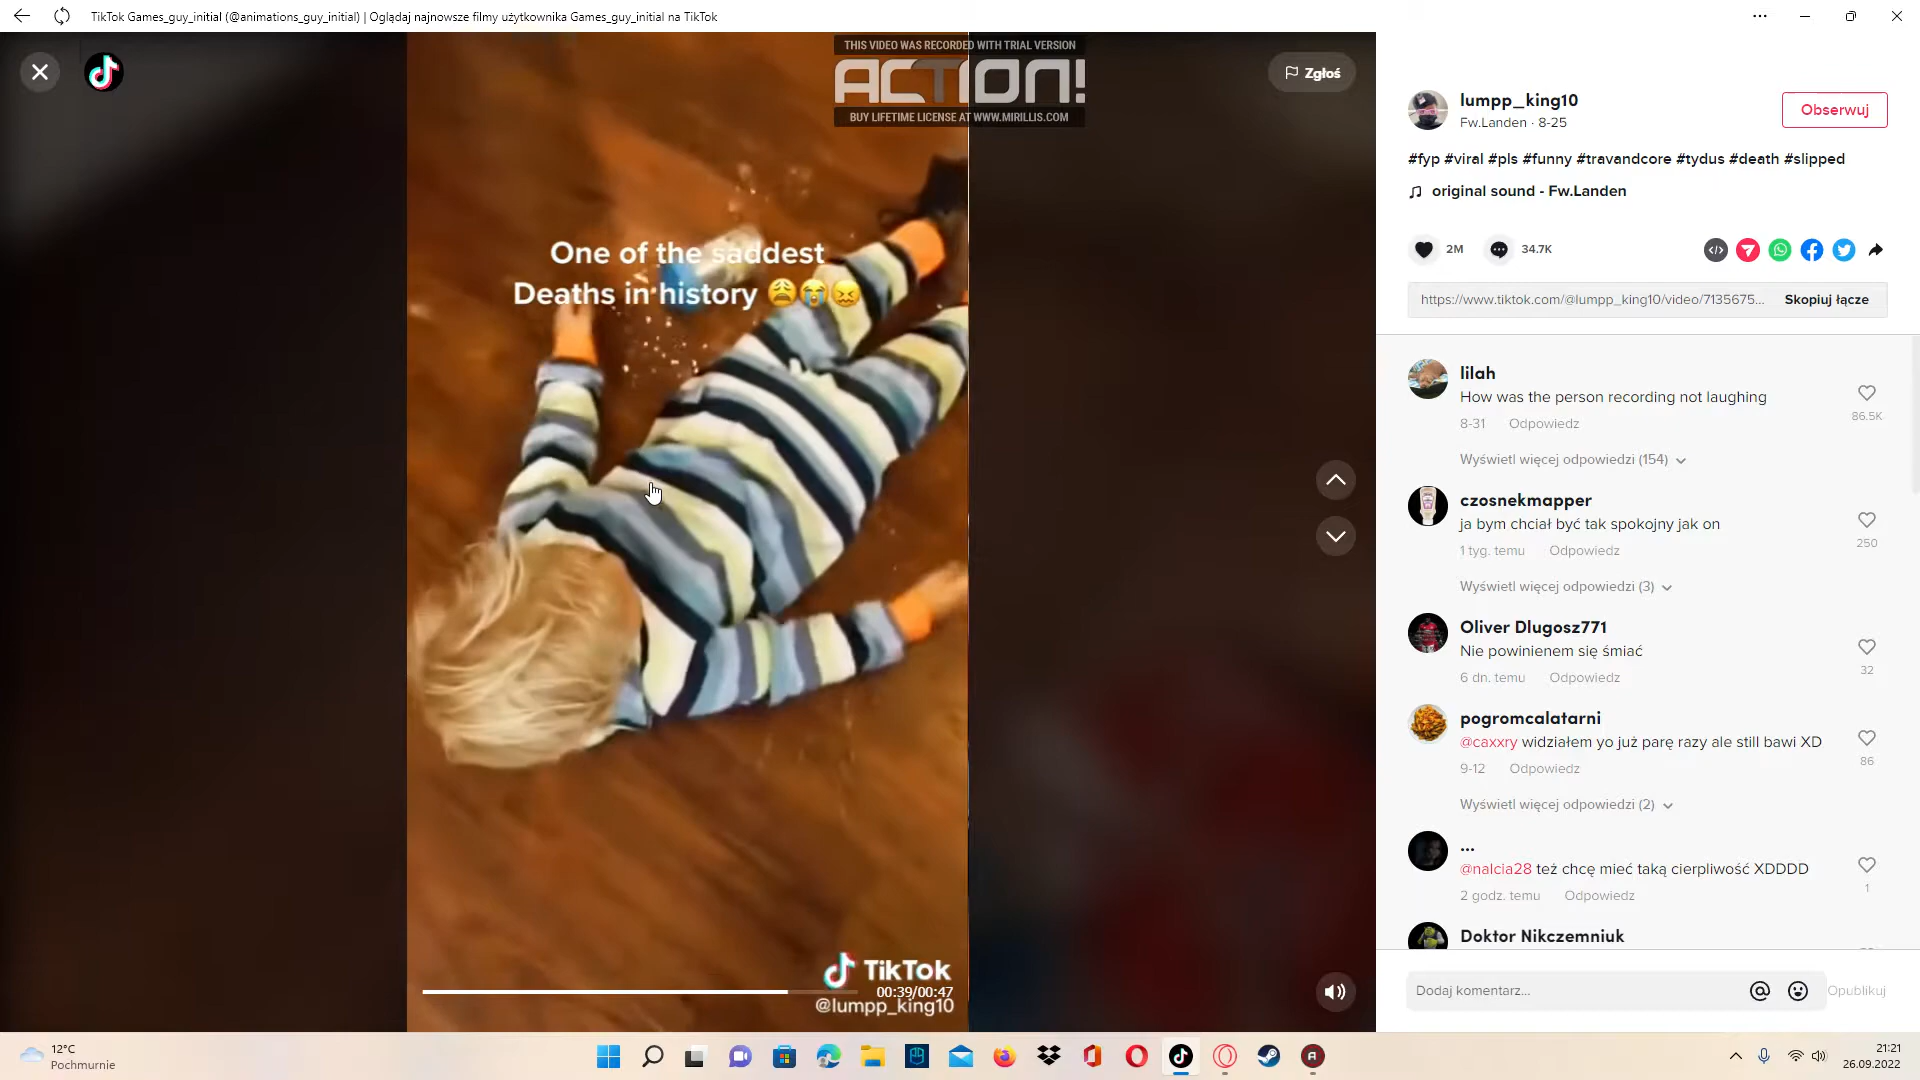 TikTok Games_guy_initial (@animations_guy_initial) | Oglądaj najnowsze filmy użytkownika Games_guy_initial na TikTok
THIS VIDEO WAS RECORDED WITH TRIAL VERSION
ACTION!
BUY LIFETIME LICENSE AT WWW.MIRILLIS.COM
Zgłoś
One of the saddest
Deaths in history 😩😭😖
TikTok
00:39/00:47
@lumpp_king10
lumpp_king10
Fw.Landen · 8-25
Obserwuj
#fyp #viral #pls #funny #travandcore #tydus #death #slipped
original sound - Fw.Landen
2M
34.7K
https://www.tiktok.com/@lumpp_king10/video/7135675...
Skopiuj łącze
lilah
How was the person recording not laughing
86.5K
8-31 Odpowiedz
Wyświetl więcej odpowiedzi (154)
czosnekmapper
ja bym chciał być tak spokojny jak on
250
1 tyg. temu Odpowiedz
Wyświetl więcej odpowiedzi (3)
Oliver Dlugosz771
Nie powinienem się śmiać
32
6 dn. temu Odpowiedz
pogromcalatarni
@caxxry widziałem yo już parę razy ale still bawi XD
86
9-12 Odpowiedz
Wyświetl więcej odpowiedzi (2)
...
@nalcia28 też chcę mieć taką cierpliwość XDDDD
1
2 godz. temu Odpowiedz
Doktor Nikczemniuk
Dodaj komentarz...
Opublikuj
12°C
Pochmurnie
21:21
26.09.2022